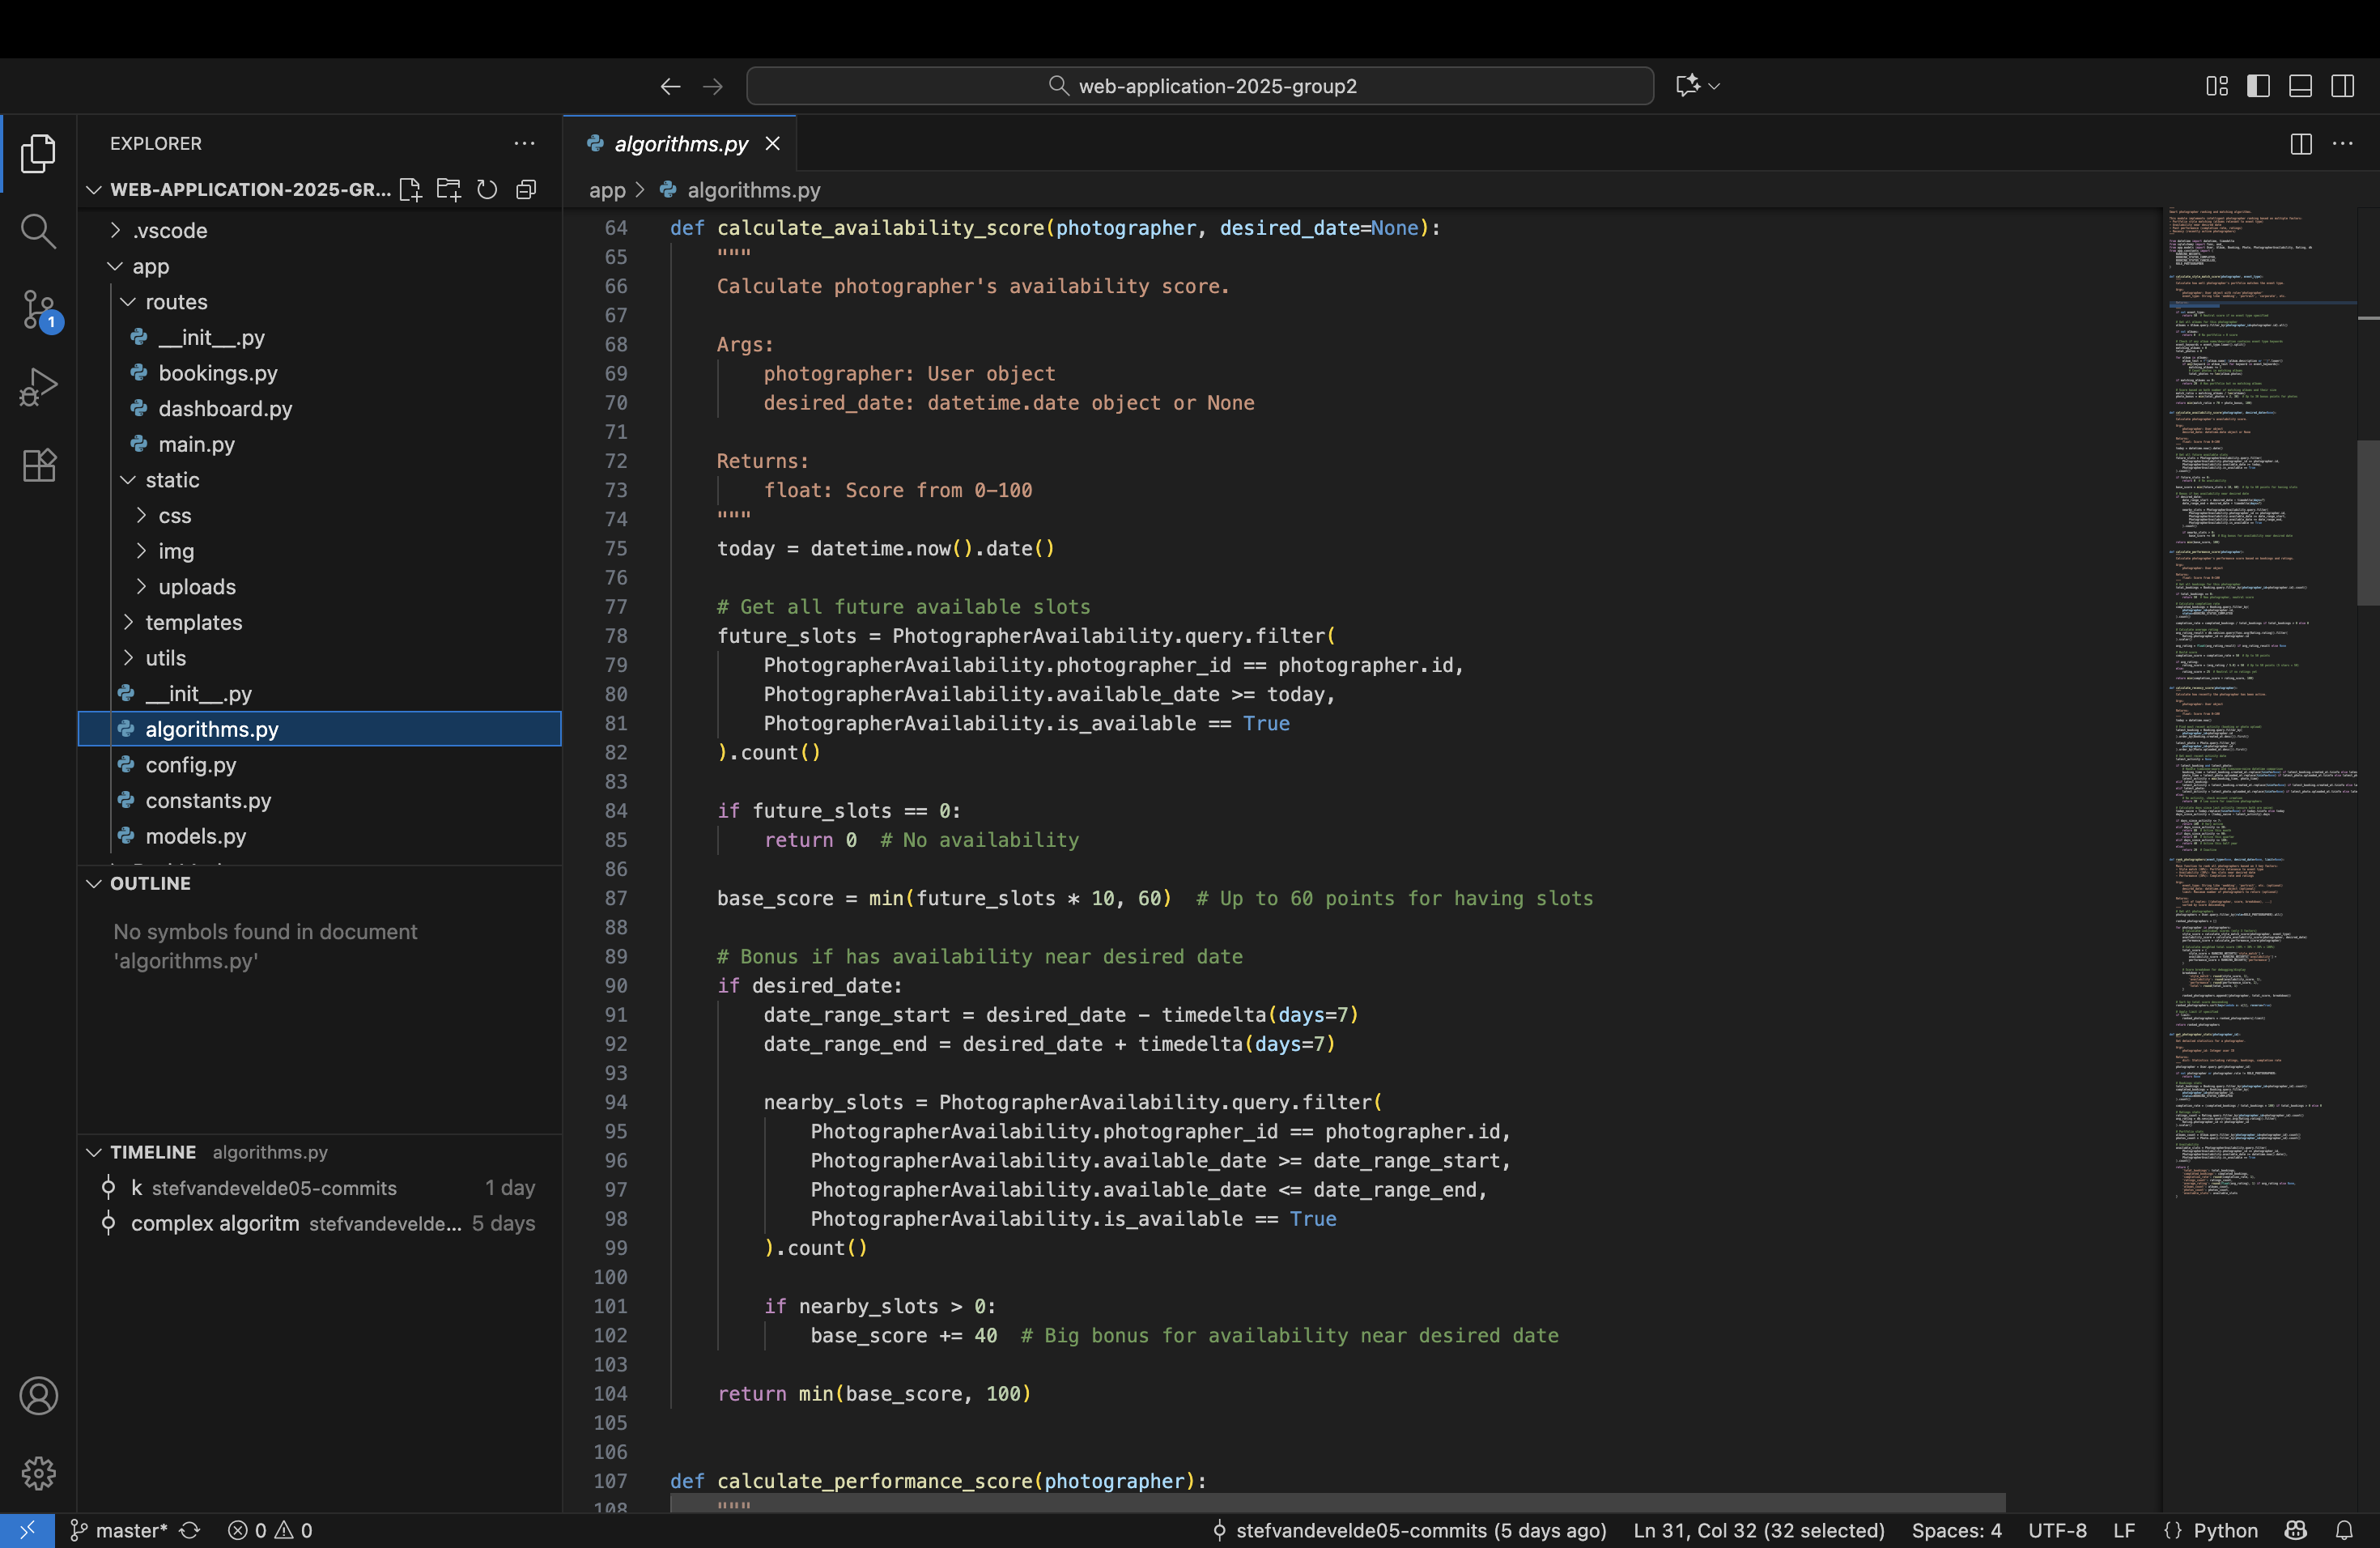 web-application-2025-group2
EXPLORER
WEB-APPLICATION-2025-GR...
.vscode
app
routes
__init__.py
bookings.py
dashboard.py
main.py
static
css
img
uploads
templates
utils
__init__.py
algorithms.py
config.py
constants.py
models.py
OUTLINE
No symbols found in document
'algorithms.py'
TIMELINE algorithms.py
k stefvandevelde05-commits 1 day
complex algoritm stefvandevelde... 5 days
algorithms.py
app > algorithms.py
64 def calculate_availability_score(photographer, desired_date=None):
65 """
66 Calculate photographer's availability score.
67
68 Args:
69 photographer: User object
70 desired_date: datetime.date object or None
71
72 Returns:
73 float: Score from 0-100
74 """
75 today = datetime.now().date()
76
77 # Get all future available slots
78 future_slots = PhotographerAvailability.query.filter(
79 PhotographerAvailability.photographer_id == photographer.id,
80 PhotographerAvailability.available_date >= today,
81 PhotographerAvailability.is_available == True
82 ).count()
83
84 if future_slots == 0:
85 return 0 # No availability
86
87 base_score = min(future_slots * 10, 60) # Up to 60 points for having slots
88
89 # Bonus if has availability near desired date
90 if desired_date:
91 date_range_start = desired_date - timedelta(days=7)
92 date_range_end = desired_date + timedelta(days=7)
93
94 nearby_slots = PhotographerAvailability.query.filter(
95 PhotographerAvailability.photographer_id == photographer.id,
96 PhotographerAvailability.available_date >= date_range_start,
97 PhotographerAvailability.available_date <= date_range_end,
98 PhotographerAvailability.is_available == True
99 ).count()
100
101 if nearby_slots > 0:
102 base_score += 40 # Big bonus for availability near desired date
103
104 return min(base_score, 100)
105
106
107 def calculate_performance_score(photographer):
108 """
1
master* 0 0 stefvandevelde05-commits (5 days ago) Ln 31, Col 32 (32 selected) Spaces: 4 UTF-8 LF {} Python